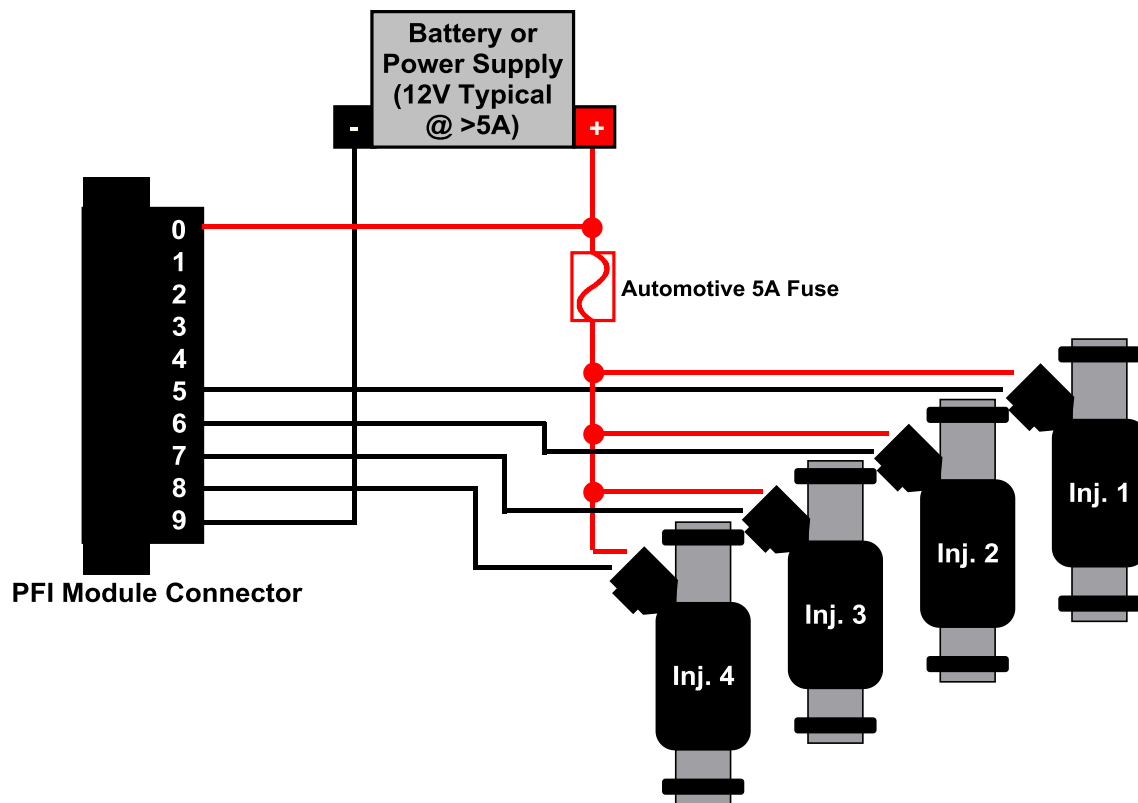 Battery or
Power Supply
(12V Typical
@ >5A)
-
+
0
1
2
3
4
5
6
7
8
9
Automotive 5A Fuse
PFI Module Connector
Inj. 1
Inj. 2
Inj. 3
Inj. 4